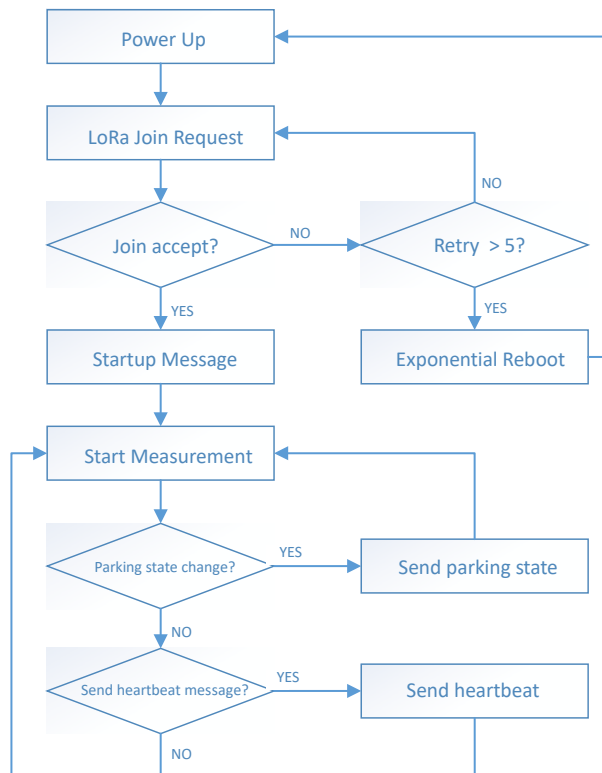 Power Up
LoRa Join Request
NO
Join accept?
NO
Retry > 5?
YES
YES
Startup Message
Exponential Reboot
Start Measurement
Parking state change?
YES
Send parking state
NO
Send heartbeat message?
YES
Send heartbeat
NO